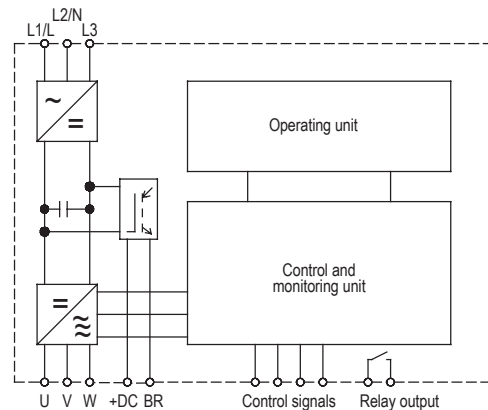 L2/N
L1/L L3
~
=
Operating unit
Control and
monitoring unit
=
≈
U V W +DC BR Control signals Relay output